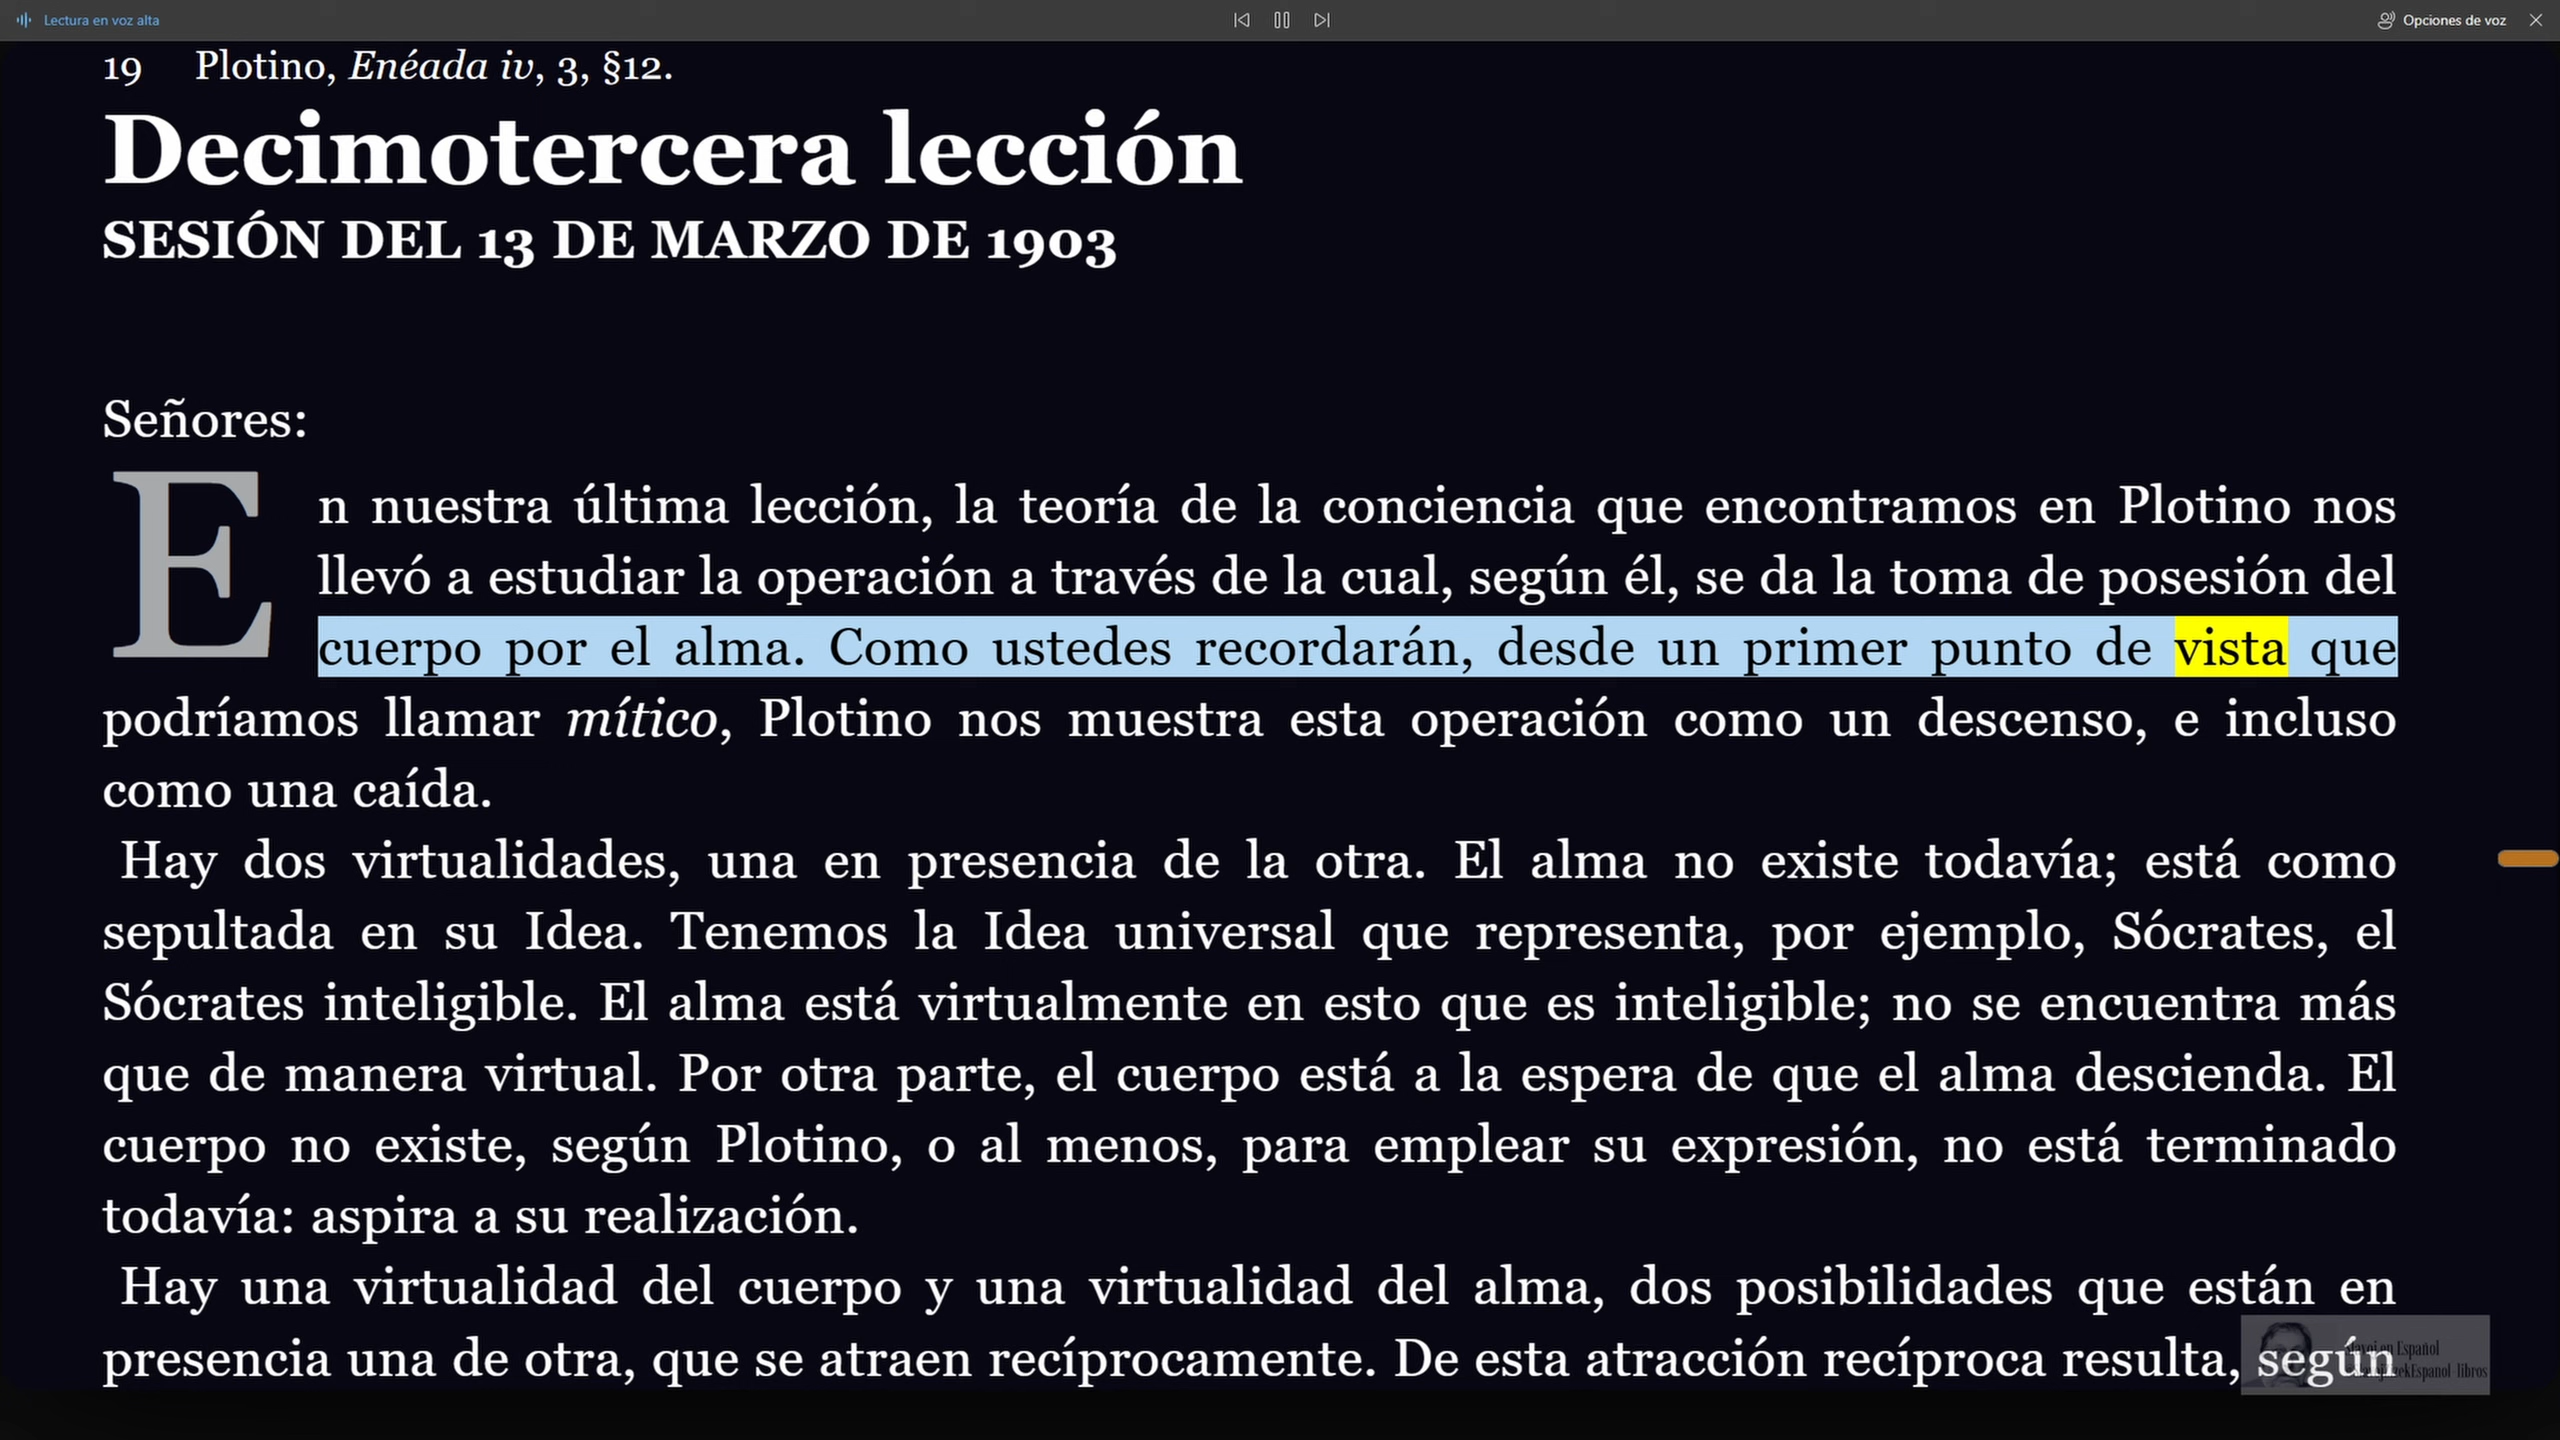 Lectura en voz alta
Opciones de voz
19 Plotino, Enéada iv, 3, §12.
Decimotercera lección
SESIÓN DEL 13 DE MARZO DE 1903
Señores:
En nuestra última lección, la teoría de la conciencia que encontramos en Plotino nos
llevó a estudiar la operación a través de la cual, según él, se da la toma de posesión del
cuerpo por el alma. Como ustedes recordarán, desde un primer punto de vista que
podríamos llamar mítico, Plotino nos muestra esta operación como un descenso, e incluso
como una caída.
Hay dos virtualidades, una en presencia de la otra. El alma no existe todavía; está como
sepultada en su Idea. Tenemos la Idea universal que representa, por ejemplo, Sócrates, el
Sócrates inteligible. El alma está virtualmente en esto que es inteligible; no se encuentra más
que de manera virtual. Por otra parte, el cuerpo está a la espera de que el alma descienda. El
cuerpo no existe, según Plotino, o al menos, para emplear su expresión, no está terminado
todavía: aspira a su realización.
Hay una virtualidad del cuerpo y una virtualidad del alma, dos posibilidades que están en
presencia una de otra, que se atraen recíprocamente. De esta atracción recíproca resulta, según
en Español
libros